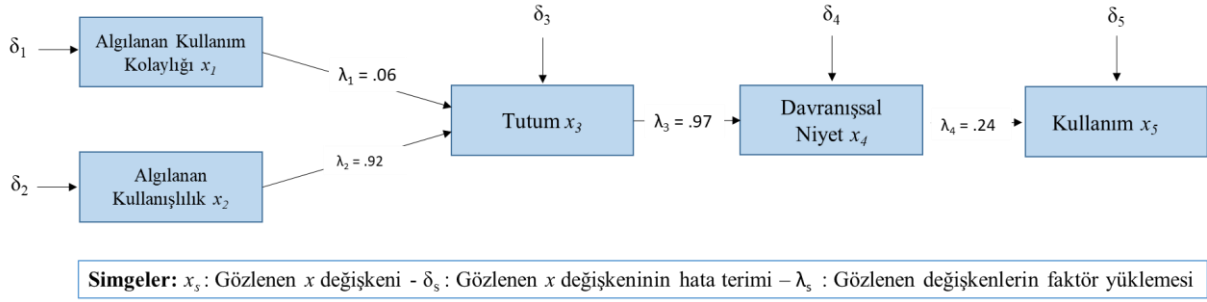 δ3
δ4
δ5
δ1
Algılanan Kullanım
Kolaylığı x1
λ1 = .06
Tutum x3
λ3 = .97
Davranışsal
Niyet x4
λ4 = .24
Kullanım x5
λ2 = .92
δ2
Algılanan
Kullanışlılık x2
Simgeler: xs : Gözlenen x değişkeni - δs : Gözlenen x değişkeninin hata terimi – λs : Gözlenen değişkenlerin faktör yüklemesi